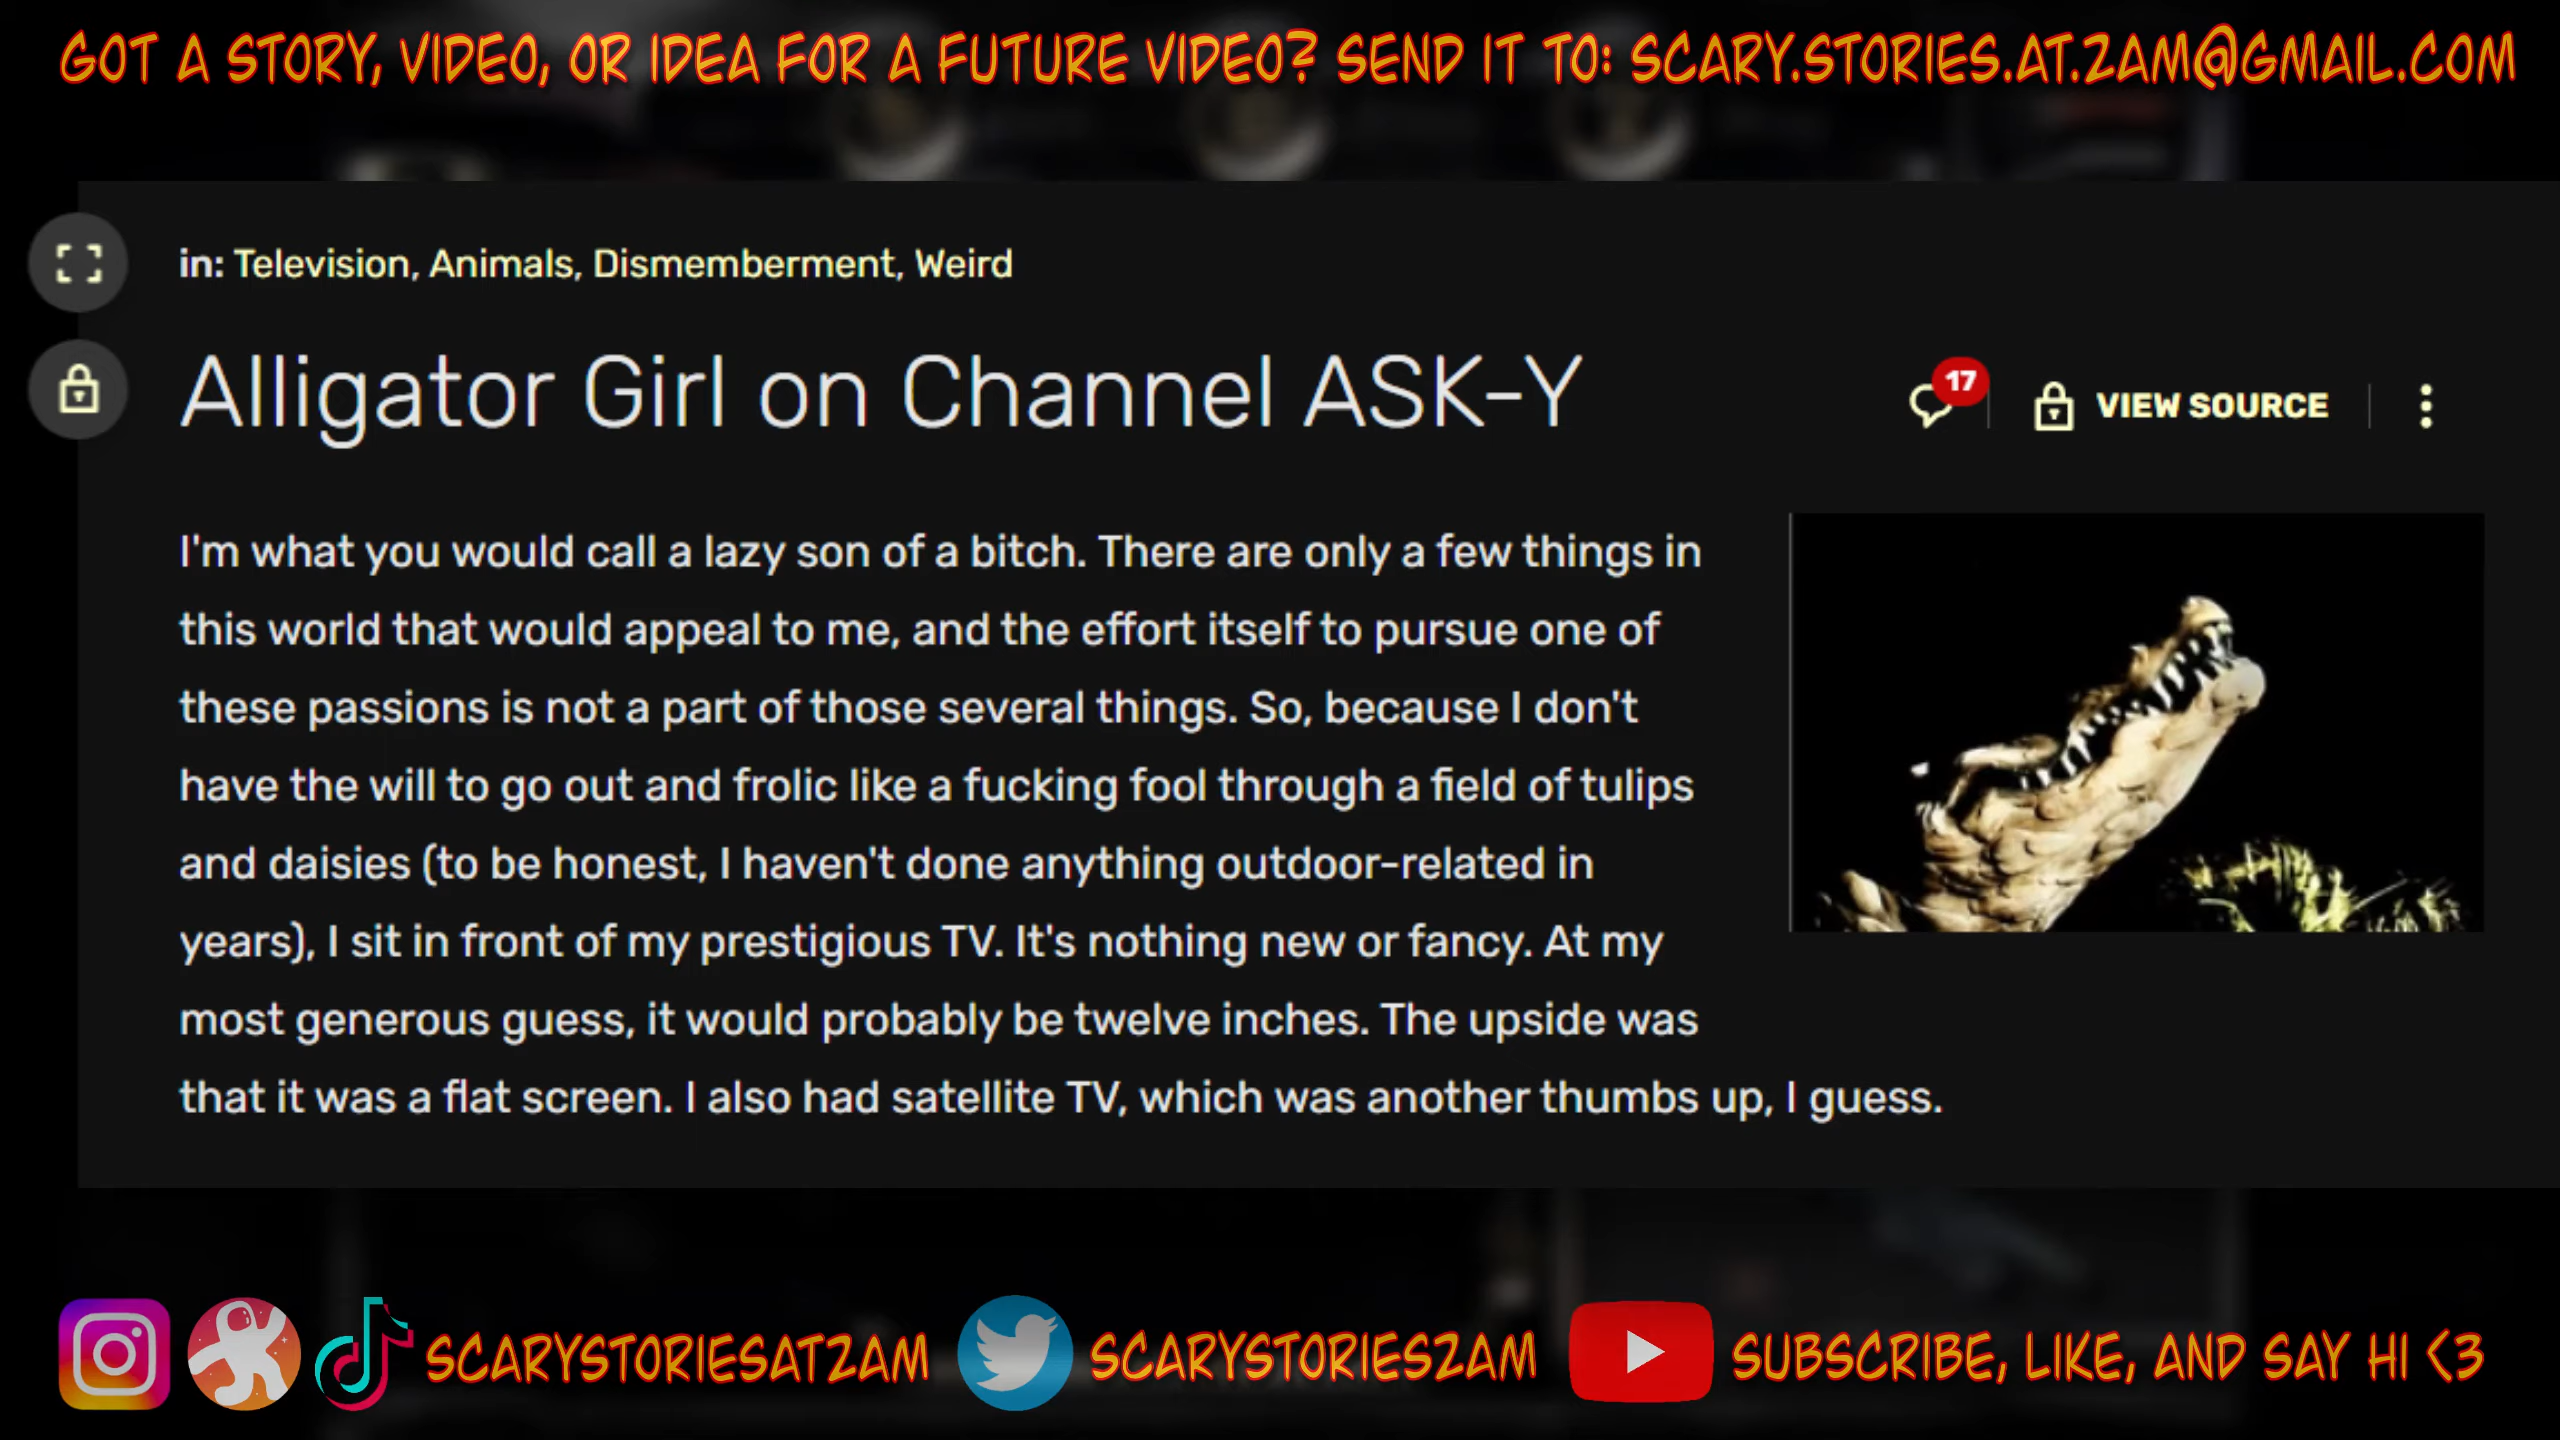 GOT A STORY, VIDEO, OR IDEA FOR A FUTURE VIDEO? SEND IT TO: SCARY.STORIES.AT.2AM@GMAIL.COM
in: Television, Animals, Dismemberment, Weird
Alligator Girl on Channel ASK-Y
17
VIEW SOURCE
I'm what you would call a lazy son of a bitch. There are only a few things in
this world that would appeal to me, and the effort itself to pursue one of
these passions is not a part of those several things. So, because I don't
have the will to go out and frolic like a fucking fool through a field of tulips
and daisies (to be honest, I haven't done anything outdoor-related in
years), I sit in front of my prestigious TV. It's nothing new or fancy. At my
most generous guess, it would probably be twelve inches. The upside was
that it was a flat screen. I also had satellite TV, which was another thumbs up, I guess.
SCARYSTORIESAT2AM
SCARYSTORIES2AM
SUBSCRIBE, LIKE, AND SAY HI <3